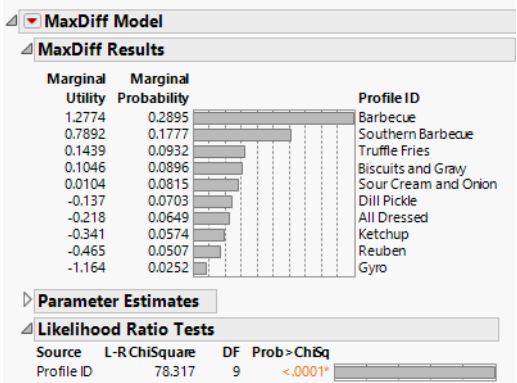 MaxDiff Model
MaxDiff Results
Marginal Marginal
Utility Probability Profile ID
1.2774 0.2895 Barbecue
0.7892 0.1777 Southern Barbecue
0.1439 0.0932 Truffle Fries
0.1046 0.0896 Biscuits and Gravy
0.0104 0.0815 Sour Cream and Onion
-0.137 0.0703 Dill Pickle
-0.218 0.0649 All Dressed
-0.341 0.0574 Ketchup
-0.465 0.0507 Reuben
-1.164 0.0252 Gyro
Parameter Estimates
Likelihood Ratio Tests
Source L-R ChiSquare DF Prob>ChiSq
Profile ID 78.317 9 <.0001*